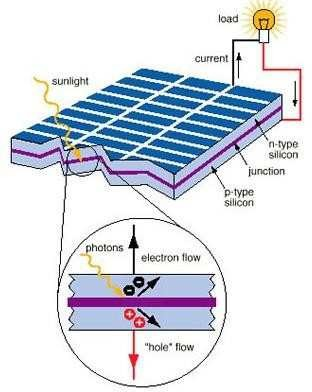 load
current
sunlight
n-type
silicon
junction
p-type
silicon
photons
electron flow
"hole" flow